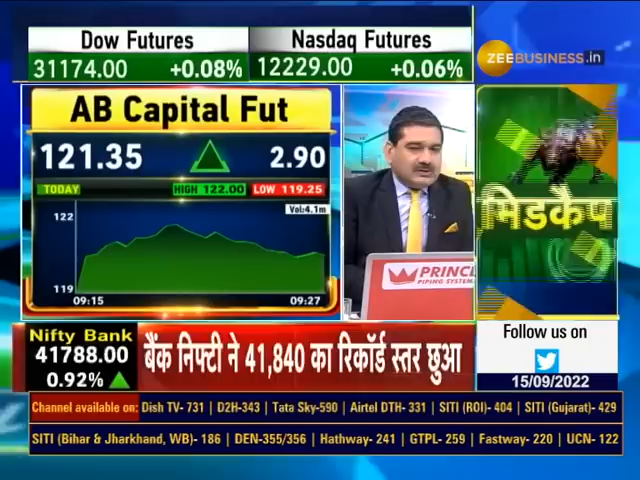 Dow Futures
31174.00 +0.08%
Nasdaq Futures
12229.00 +0.06%
ZEEBUSINESS.in
AB Capital Fut
121.35 2.90
TODAY HIGH 122.00 LOW 119.25
Vol:4.1m
122
119
09:15 09:27
PRINCE
PIPING SYSTEMS
मिडकैप
Nifty Bank
41788.00
0.92%
बैंक निफ्टी ने 41,840 का रिकॉर्ड स्तर छुआ
Follow us on
15/09/2022
Channel available on: Dish TV- 731 | D2H-343 | Tata Sky-590 | Airtel DTH- 331 | SITI (ROI)- 404 | SITI (Gujarat)- 429
SITI (Bihar & Jharkhand, WB)- 186 | DEN-355/356 | Hathway- 241 | GTPL- 259 | Fastway- 220 | UCN- 122